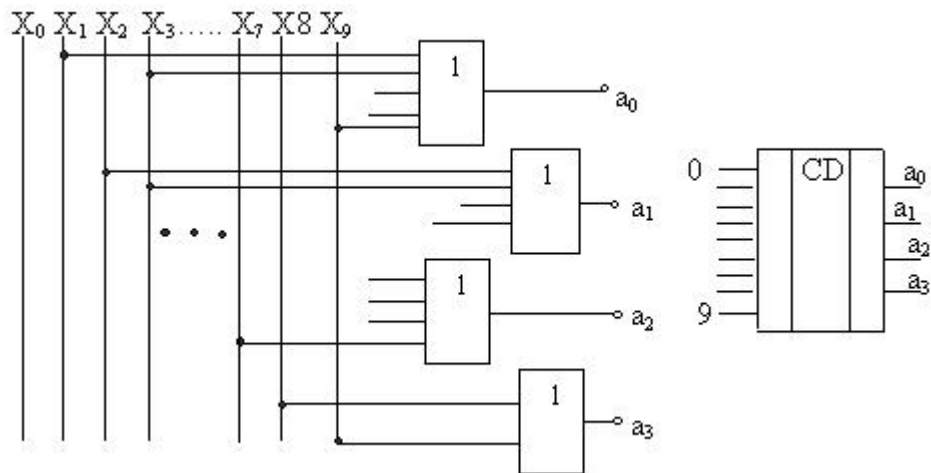 X₀ X₁ X₂ X₃ ..... X₇ X8 X₉
1
a₀
1
a₁
1
a₂
1
a₃
0
CD
a₀
a₁
a₂
a₃
9